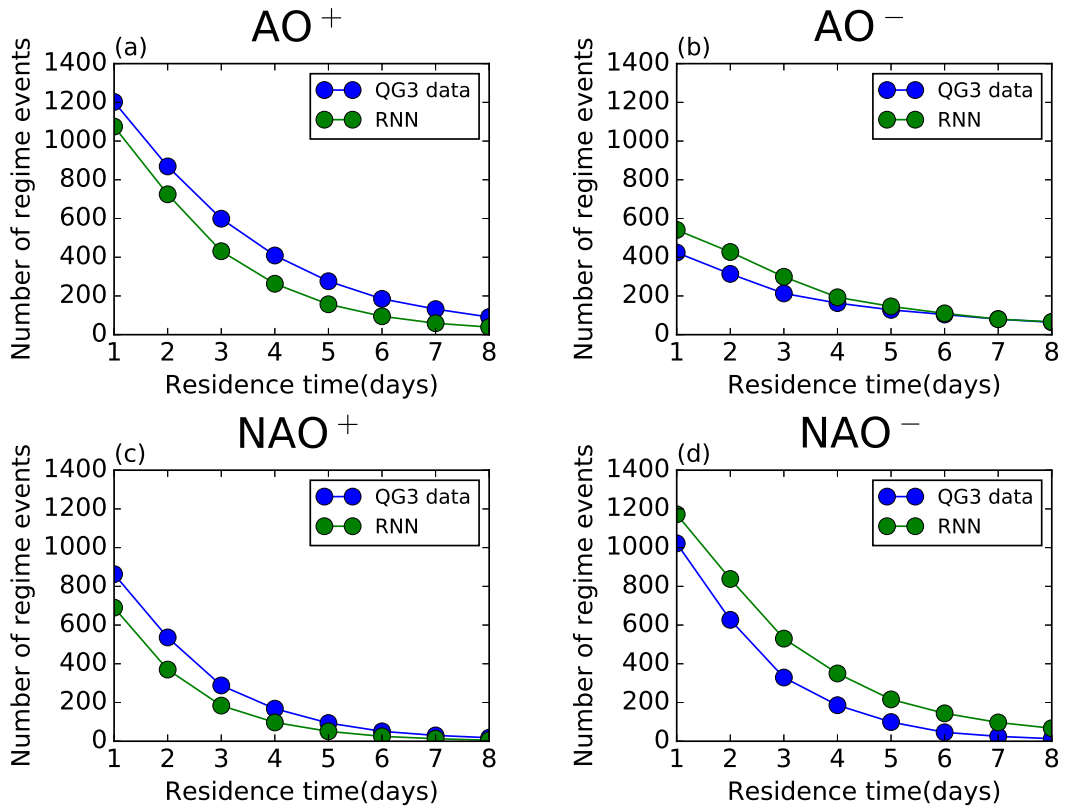 AO⁺
(a)
Number of regime events
1400
1200
1000
800
600
400
200
0
QG3 data
RNN
1 2 3 4 5 6 7 8
Residence time(days)
AO⁻
(b)
Number of regime events
1400
1200
1000
800
600
400
200
0
QG3 data
RNN
1 2 3 4 5 6 7 8
Residence time(days)
NAO⁺
(c)
Number of regime events
1400
1200
1000
800
600
400
200
0
QG3 data
RNN
1 2 3 4 5 6 7 8
Residence time(days)
NAO⁻
(d)
Number of regime events
1400
1200
1000
800
600
400
200
0
QG3 data
RNN
1 2 3 4 5 6 7 8
Residence time(days)